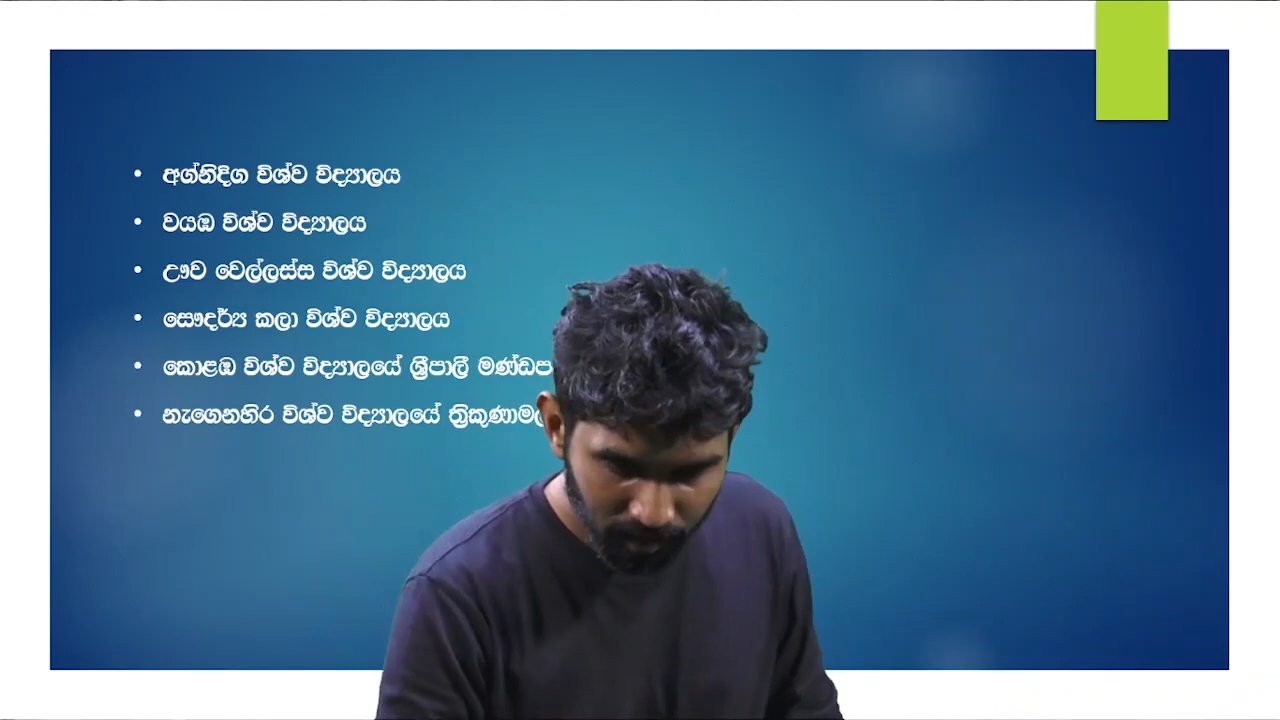 • අග්නිදිග විශ්ව විද්‍යාලය
• වයඹ විශ්ව විද්‍යාලය
• ඌව වෙල්ලස්ස විශ්ව විද්‍යාලය
• සෞදර්ය කලා විශ්ව විද්‍යාලය
• කොළඹ විශ්ව විද්‍යාලයේ ශ්‍රීපාලී
• නැගෙනහිර විශ්ව විද්‍යාලයේ